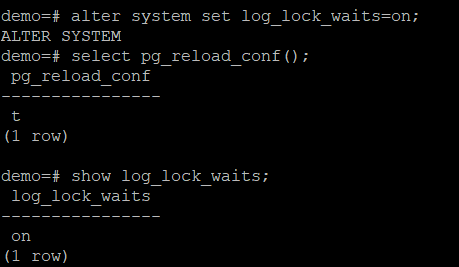 demo=# alter system set log_lock_waits=on;
ALTER SYSTEM
demo=# select pg_reload_conf();
 pg_reload_conf
----------------
 t
(1 row)

demo=# show log_lock_waits;
 log_lock_waits
----------------
 on
(1 row)